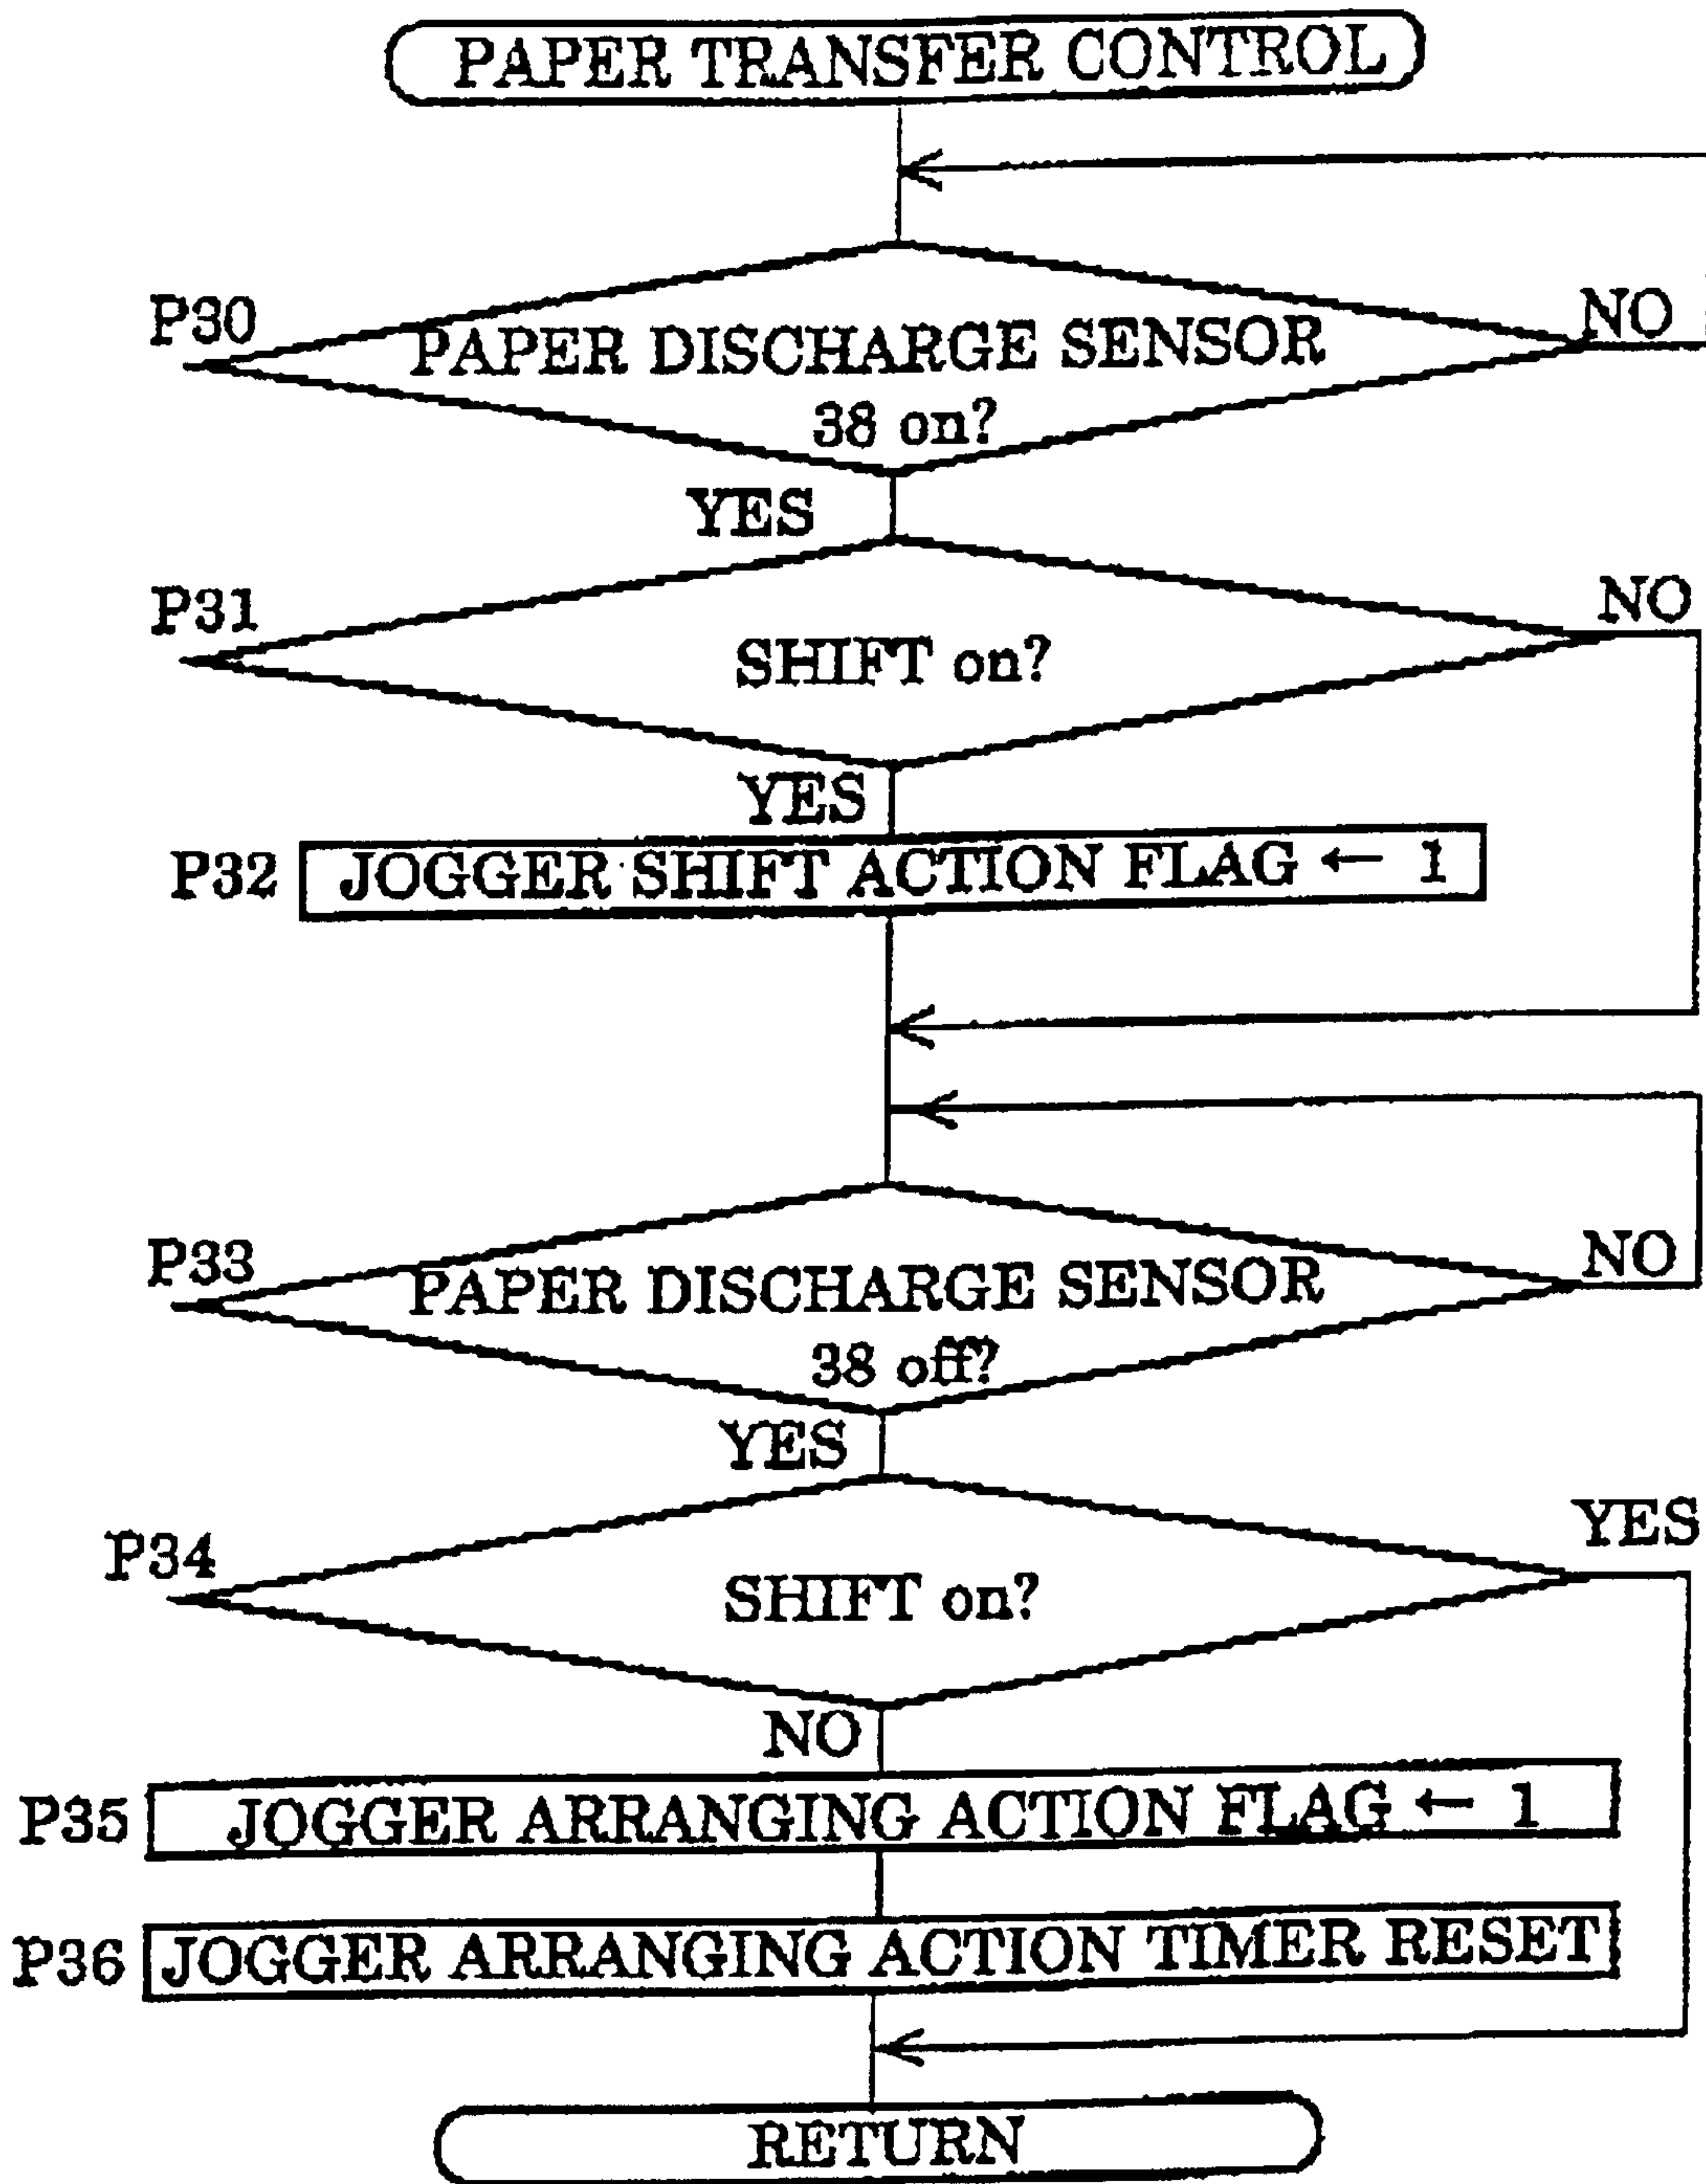 PAPER TRANSFER CONTROL
P30
PAPER DISCHARGE SENSOR
38 on?
NO
YES
P31
SHIFT on?
NO
YES
P32
JOGGER SHIFT ACTION FLAG ← 1
P33
PAPER DISCHARGE SENSOR
38 off?
NO
YES
P34
SHIFT on?
YES
NO
P35
JOGGER ARRANGING ACTION FLAG ← 1
P36
JOGGER ARRANGING ACTION TIMER RESET
RETURN